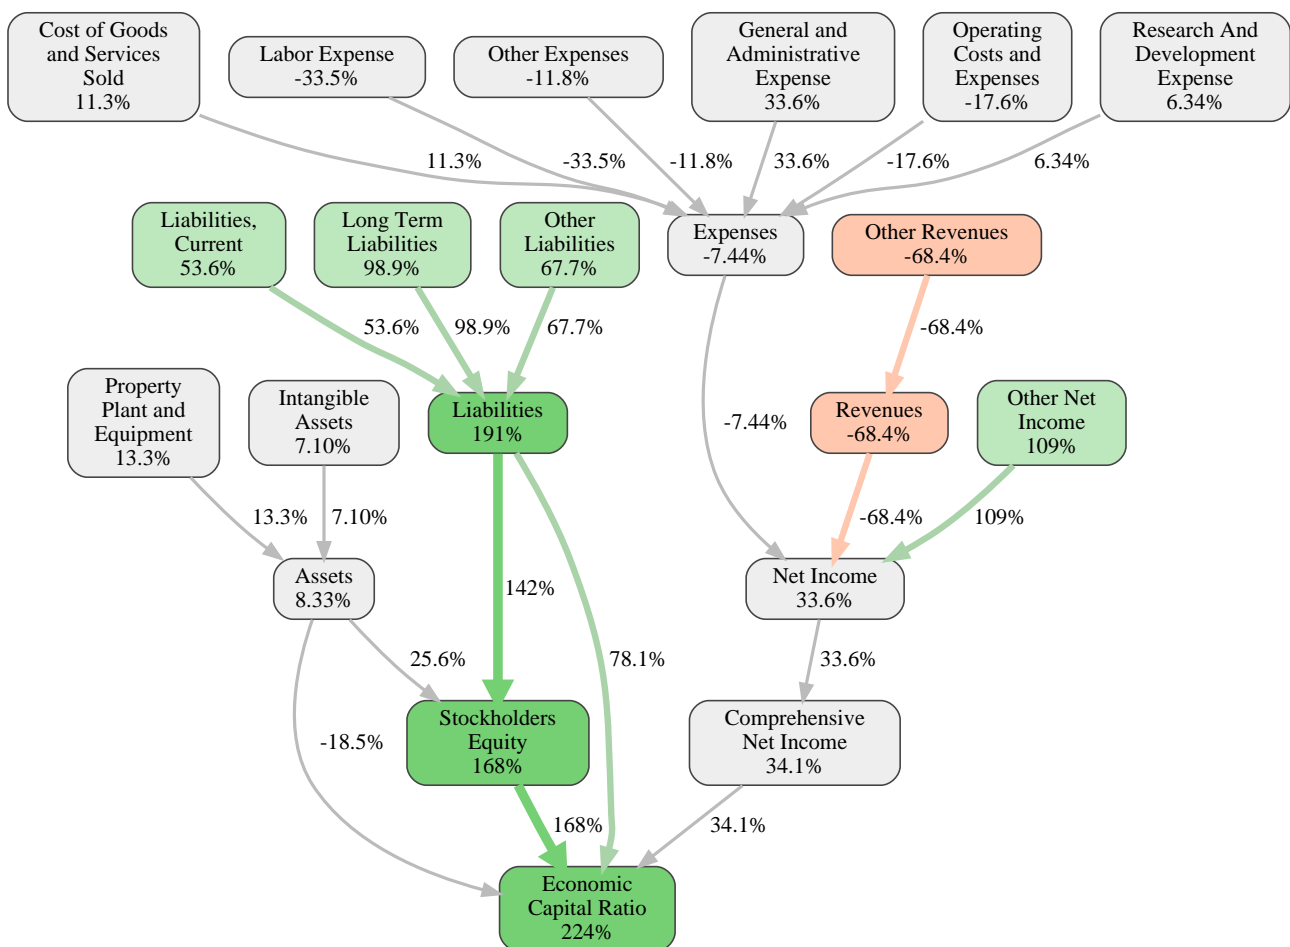 Cost of Goods
and Services
Sold
11.3%
Labor Expense
-33.5%
Other Expenses
-11.8%
General and
Administrative
Expense
33.6%
Operating
Costs and
Expenses
-17.6%
Research And
Development
Expense
6.34%
11.3%
-33.5%
-11.8%
33.6%
-17.6%
6.34%
Liabilities,
Current
53.6%
Long Term
Liabilities
98.9%
Other
Liabilities
67.7%
Expenses
-7.44%
Other Revenues
-68.4%
53.6%
98.9%
67.7%
-68.4%
Property
Plant and
Equipment
13.3%
Intangible
Assets
7.10%
Liabilities
191%
-7.44%
Revenues
-68.4%
Other Net
Income
109%
13.3%
7.10%
-68.4%
109%
Assets
8.33%
142%
Net Income
33.6%
25.6%
78.1%
33.6%
-18.5%
Stockholders
Equity
168%
Comprehensive
Net Income
34.1%
168%
34.1%
Economic
Capital Ratio
224%